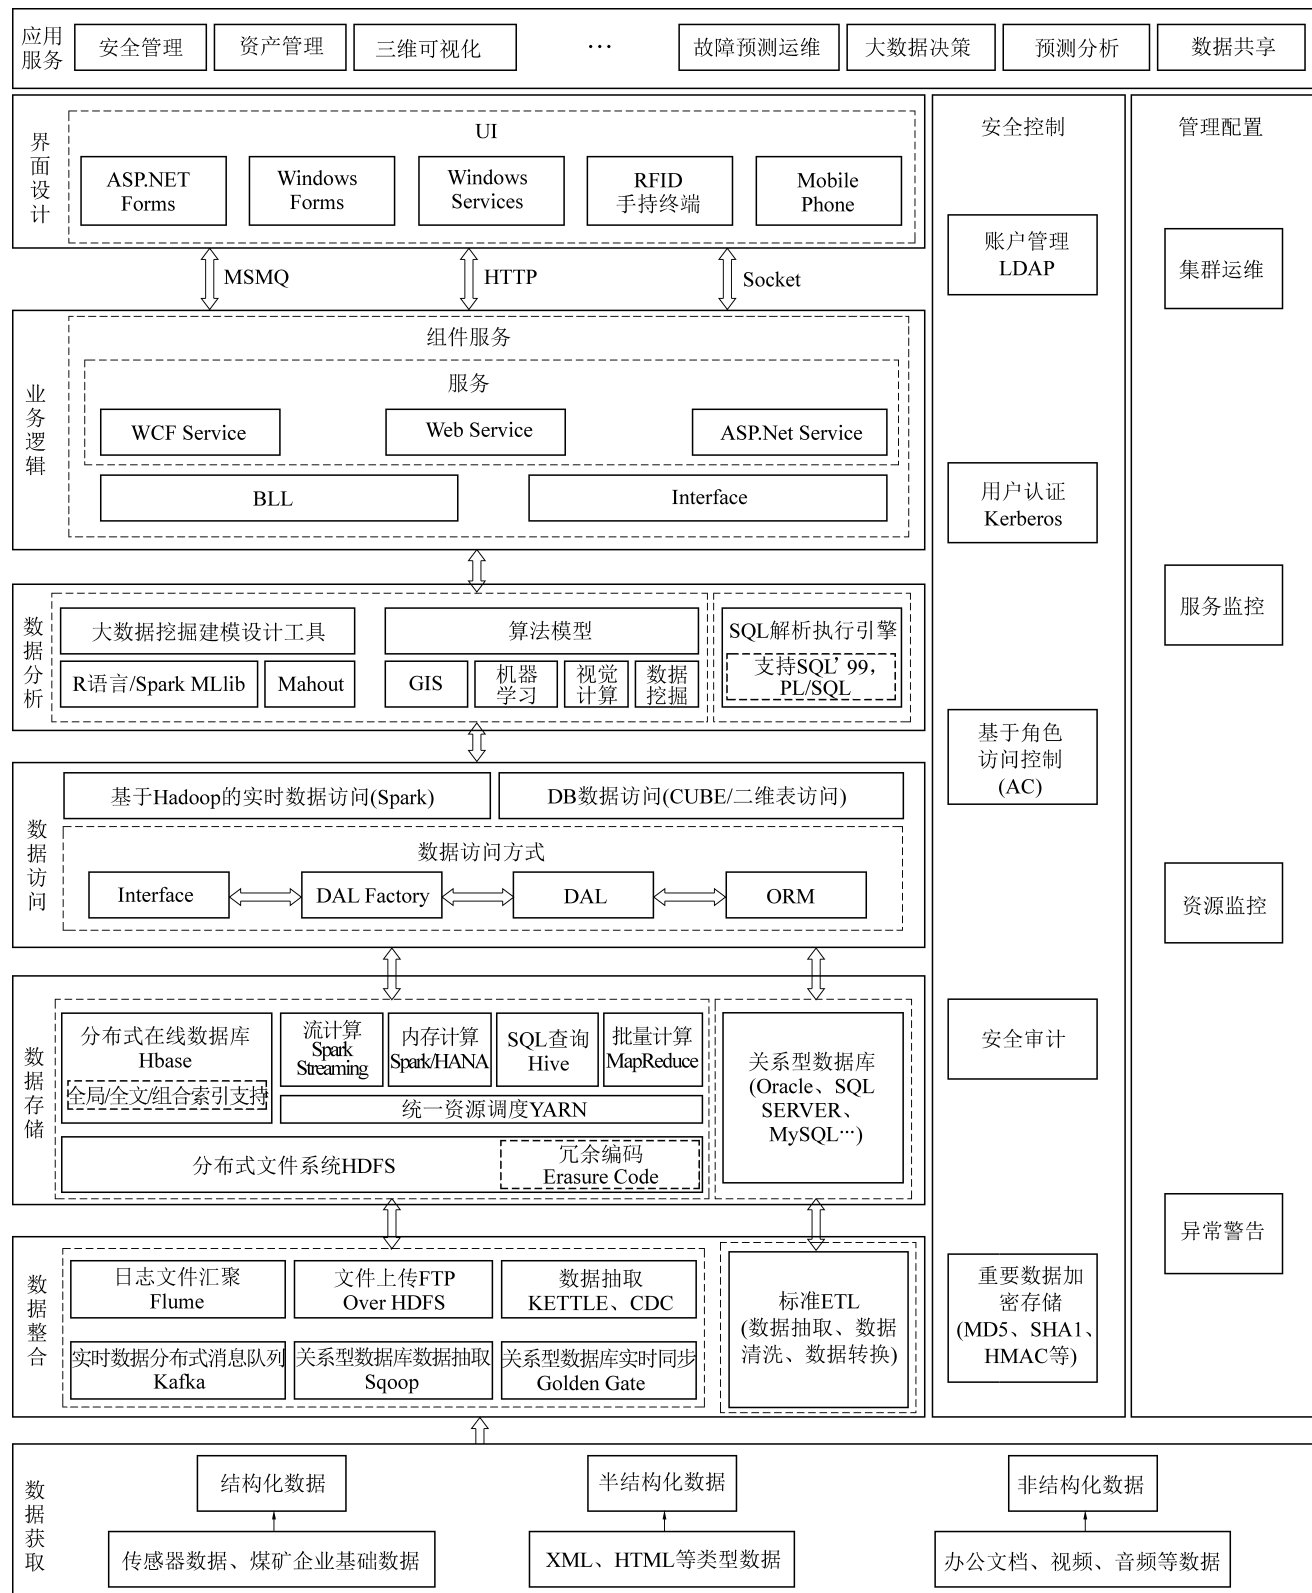 应用
服务
安全管理
资产管理
三维可视化
…
故障预测运维
大数据决策
预测分析
数据共享
界面设计
UI
ASP.NET
Forms
Windows
Forms
Windows
Services
RFID
手持终端
Mobile
Phone
MSMQ
HTTP
Socket
业务逻辑
组件服务
服务
WCF Service
Web Service
ASP.Net Service
BLL
Interface
数据分析
大数据挖掘建模设计工具
R语言/Spark MLlib
Mahout
算法模型
GIS
机器
学习
视觉
计算
数据
挖掘
SQL解析执行引擎
支持SQL’99,
PL/SQL
数据访问
基于Hadoop的实时数据访问(Spark)
DB数据访问(CUBE/二维表访问)
数据访问方式
Interface
DAL Factory
DAL
ORM
数据存储
分布式在线数据库
Hbase
全局/全文/组合索引支持
流计算
Spark
Streaming
内存计算
Spark/HANA
SQL查询
Hive
批量计算
MapReduce
统一资源调度YARN
分布式文件系统HDFS
冗余编码
Erasure Code
关系型数据库
(Oracle、SQL
SERVER、
MySQL…)
数据整合
日志文件汇聚
Flume
文件上传FTP
Over HDFS
数据抽取
KETTLE、CDC
实时数据分布式消息队列
Kafka
关系型数据库数据抽取
Sqoop
关系型数据库实时同步
Golden Gate
标准ETL
(数据抽取、数据
清洗、数据转换)
安全控制
账户管理
LDAP
用户认证
Kerberos
基于角色
访问控制
(AC)
安全审计
重要数据加
密存储
(MD5、SHA1、
HMAC等)
管理配置
集群运维
服务监控
资源监控
异常警告
数据获取
结构化数据
半结构化数据
非结构化数据
传感器数据、煤矿企业基础数据
XML、HTML等类型数据
办公文档、视频、音频等数据